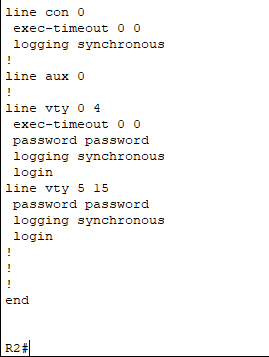 line con 0
 exec-timeout 0 0
 logging synchronous
!
line aux 0
!
line vty 0 4
 exec-timeout 0 0
 password password
 logging synchronous
 login
line vty 5 15
 password password
 logging synchronous
 login
!
!
!
end
R2#